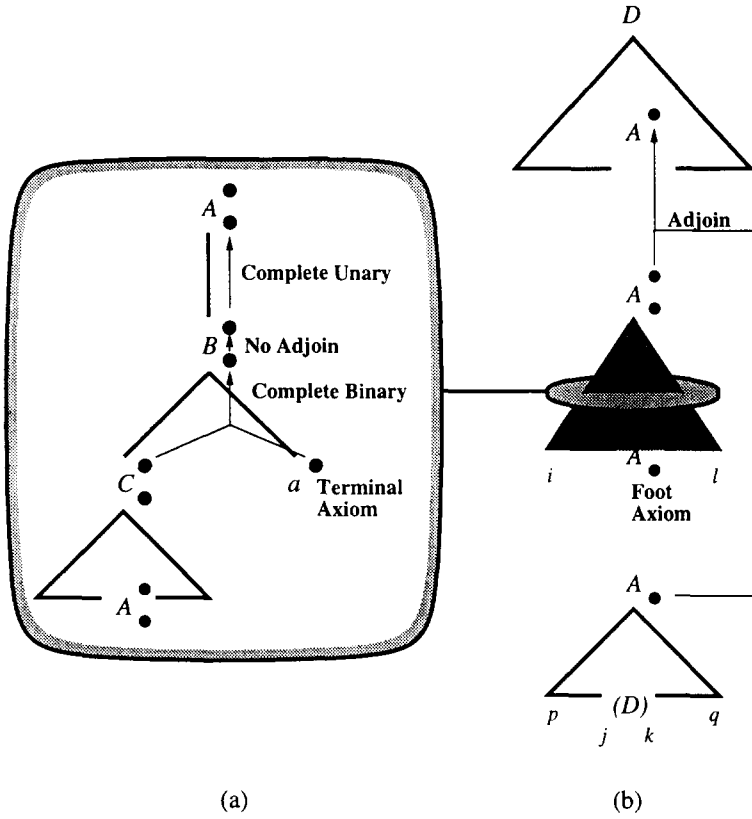 A
Complete Unary
B
No Adjoin
Complete Binary
C
a
Terminal
Axiom
A
(a)
D
A
Adjoin
A
A
i
l
Foot
Axiom
A
p
(D)
q
j
k
(b)